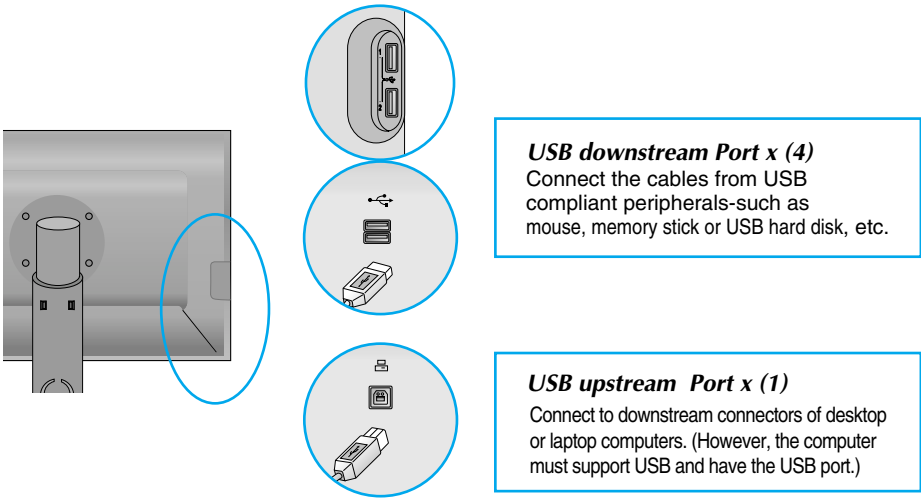 1
2
USB downstream Port x (4)
Connect the cables from USB
compliant peripherals-such as
mouse, memory stick or USB hard disk, etc.
USB upstream Port x (1)
Connect to downstream connectors of desktop
or laptop computers. (However, the computer
must support USB and have the USB port.)